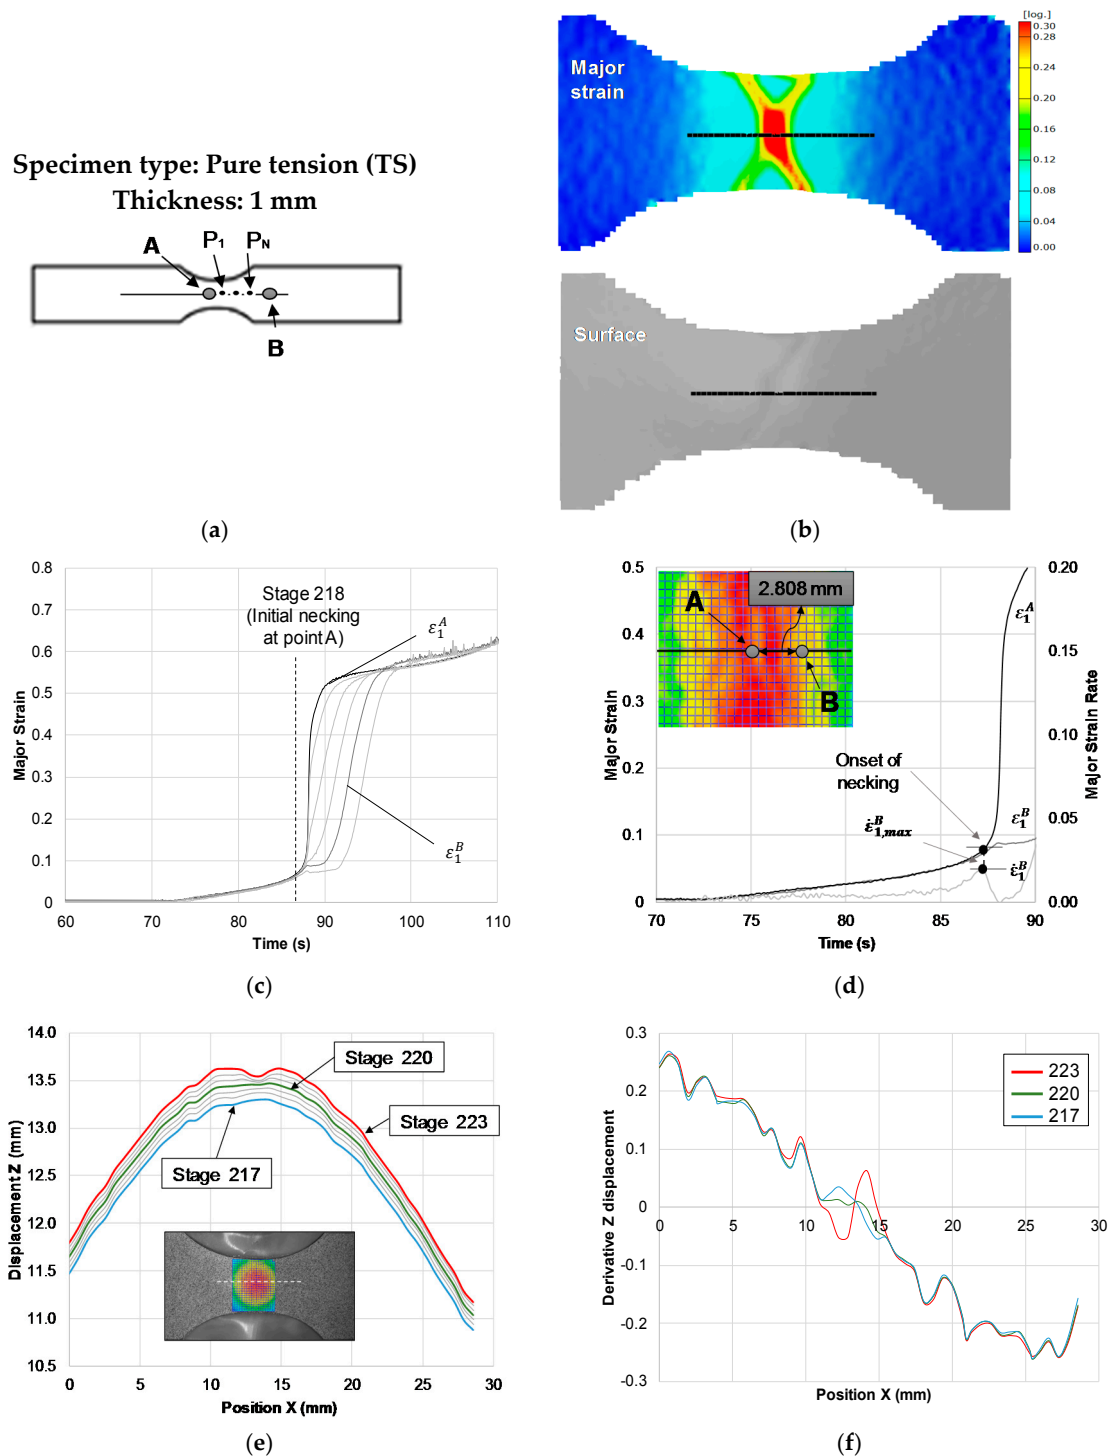 Specimen type: Pure tension (TS)
Thickness: 1 mm
A
P1
PN
B
(a)
Major
strain
[log.]
0.30
0.28
0.24
0.20
0.16
0.12
0.08
0.04
0.00
Surface
(b)
0.8
0.7
0.6
0.5
0.4
0.3
0.2
0.1
0
Major Strain
Stage 218
(Initial necking
at point A)
ε₁ᴬ
ε₁ᴮ
60
70
80
90
100
110
Time (s)
(c)
0.5
0.4
0.3
0.2
0.1
0
Major Strain
A
2.808 mm
B
Onset of
necking
ε̇ᴮ₁,max
ε₁ᴬ
ε₁ᴮ
ε̇₁ᴮ
0.20
0.15
0.10
0.05
0.00
Major Strain Rate
70
75
80
85
90
Time (s)
(d)
14.0
13.5
13.0
12.5
12.0
11.5
11.0
10.5
Displacement Z (mm)
Stage 220
Stage 223
Stage 217
0
5
10
15
20
25
30
Position X (mm)
(e)
0.3
0.2
0.1
0
-0.1
-0.2
-0.3
Derivative Z displacement
223
220
217
0
5
10
15
20
25
30
Position X (mm)
(f)